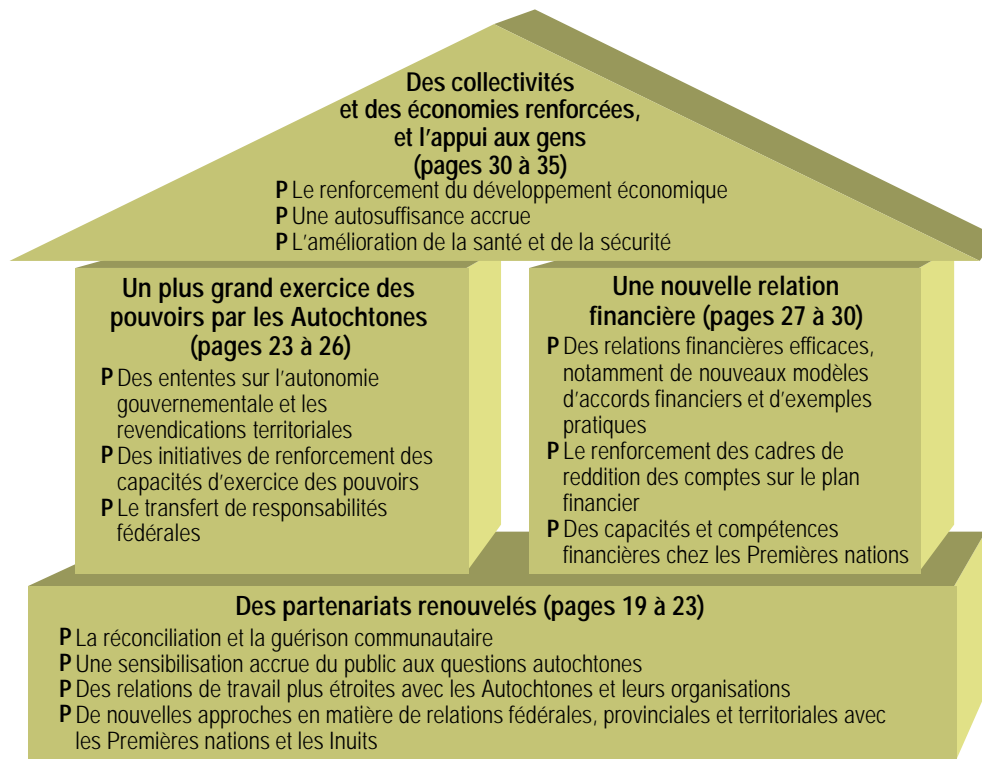 Des collectivités
et des économies renforcées,
et l'appui aux gens
(pages 30 à 35)
P Le renforcement du développement économique
P Une autosuffisance accrue
P L'amélioration de la santé et de la sécurité
Un plus grand exercice des
pouvoirs par les Autochtones
(pages 23 à 26)
P Des ententes sur l'autonomie
gouvernementale et les
revendications territoriales
P Des initiatives de renforcement des
capacités d'exercice des pouvoirs
P Le transfert de responsabilités
fédérales
Une nouvelle relation
financière (pages 27 à 30)
P Des relations financières efficaces,
notamment de nouveaux modèles
d'accords financiers et d'exemples
pratiques
P Le renforcement des cadres de
reddition des comptes sur le plan
financier
P Des capacités et compétences
financières chez les Premières nations
Des partenariats renouvelés (pages 19 à 23)
P La réconciliation et la guérison communautaire
P Une sensibilisation accrue du public aux questions autochtones
P Des relations de travail plus étroites avec les Autochtones et leurs organisations
P De nouvelles approches en matière de relations fédérales, provinciales et territoriales avec
les Premières nations et les Inuits